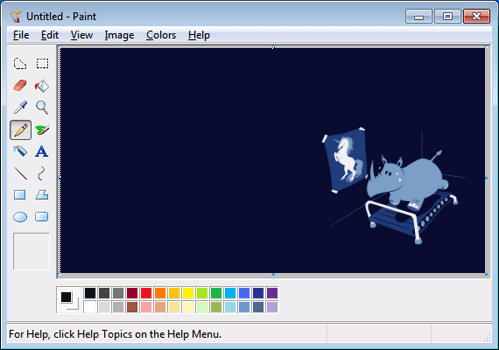 Untitled - Paint
File Edit View Image Colors Help
A
For Help, click Help Topics on the Help Menu.